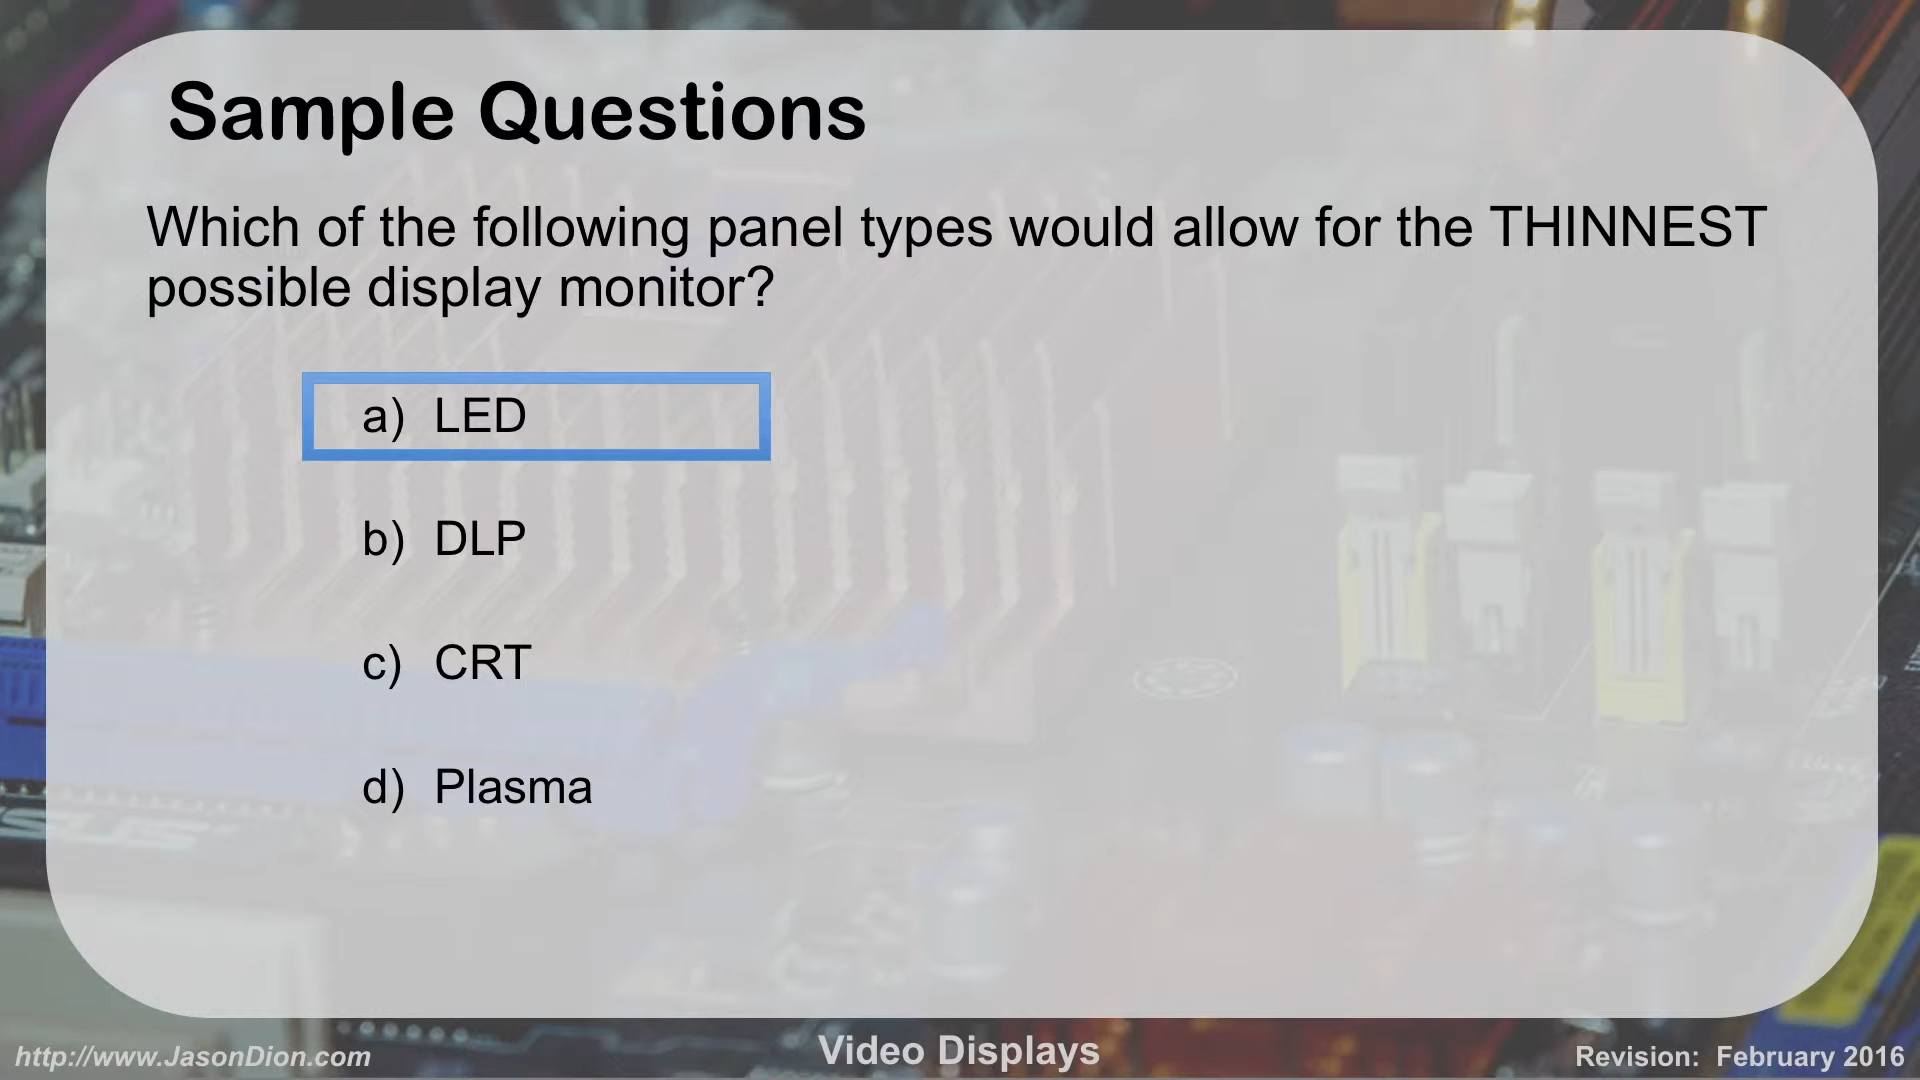 Sample Questions
Which of the following panel types would allow for the THINNEST
possible display monitor?
a) LED
b) DLP
c) CRT
d) Plasma
http://www.JasonDion.com
Video Displays
Revision: February 2016